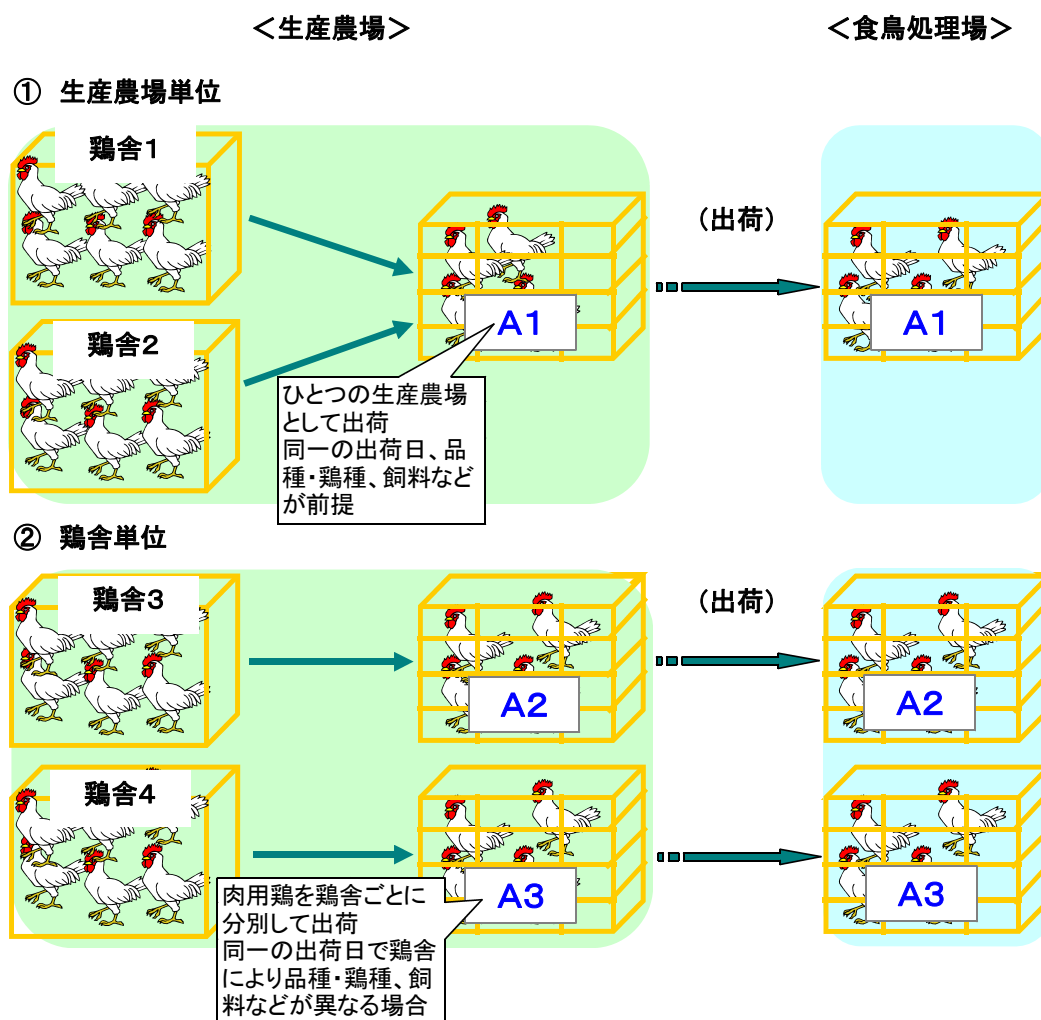 ＜生産農場＞
＜食鳥処理場＞
① 生産農場単位
鶏舎１
（出荷）
A１
A１
鶏舎２
ひとつの生産農場
として出荷
同一の出荷日、品
種・鶏種、飼料など
が前提
② 鶏舎単位
鶏舎３
（出荷）
A２
A２
鶏舎４
A３
A３
肉用鶏を鶏舎ごとに
分別して出荷
同一の出荷日で鶏舎
により品種・鶏種、飼
料などが異なる場合